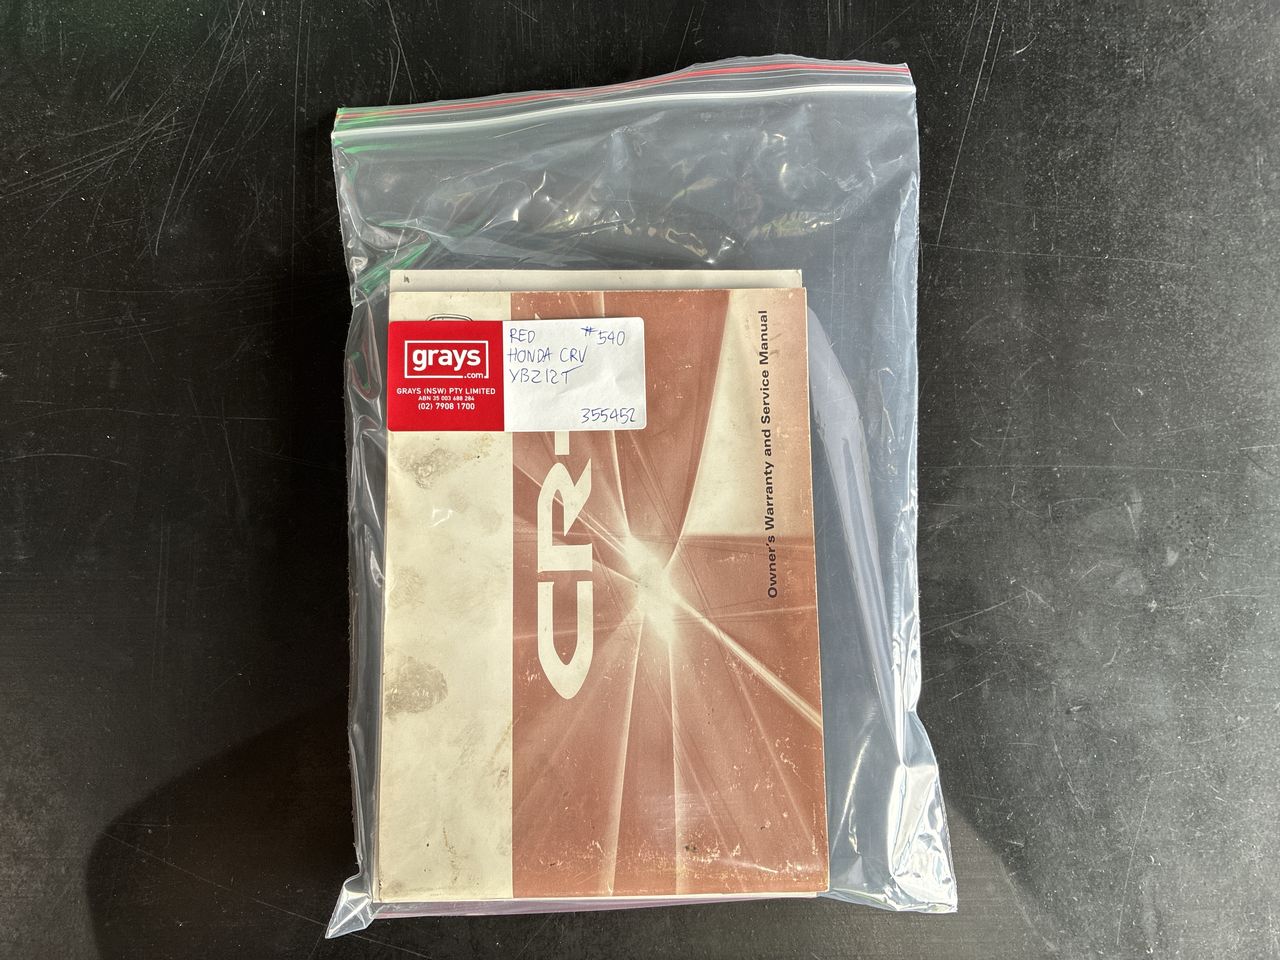 grays
.com
GRAYS (NSW) PTY LIMITED
ABN 35 003 688 284
(02) 7908 1700
RED #540
HONDA CRV
YBZ12T
355452
CR-
Owner's Warranty and Service Manual